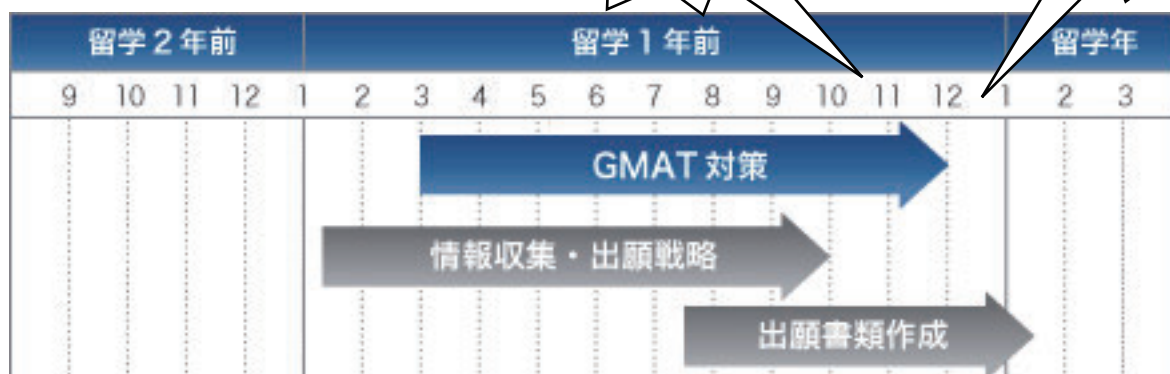 留学2年前 留学1年前 留学年
9 10 11 12 1 2 3 4 5 6 7 8 9 10 11 12 1 2 3
GMAT 対策
情報収集・出願戦略
出願書類作成